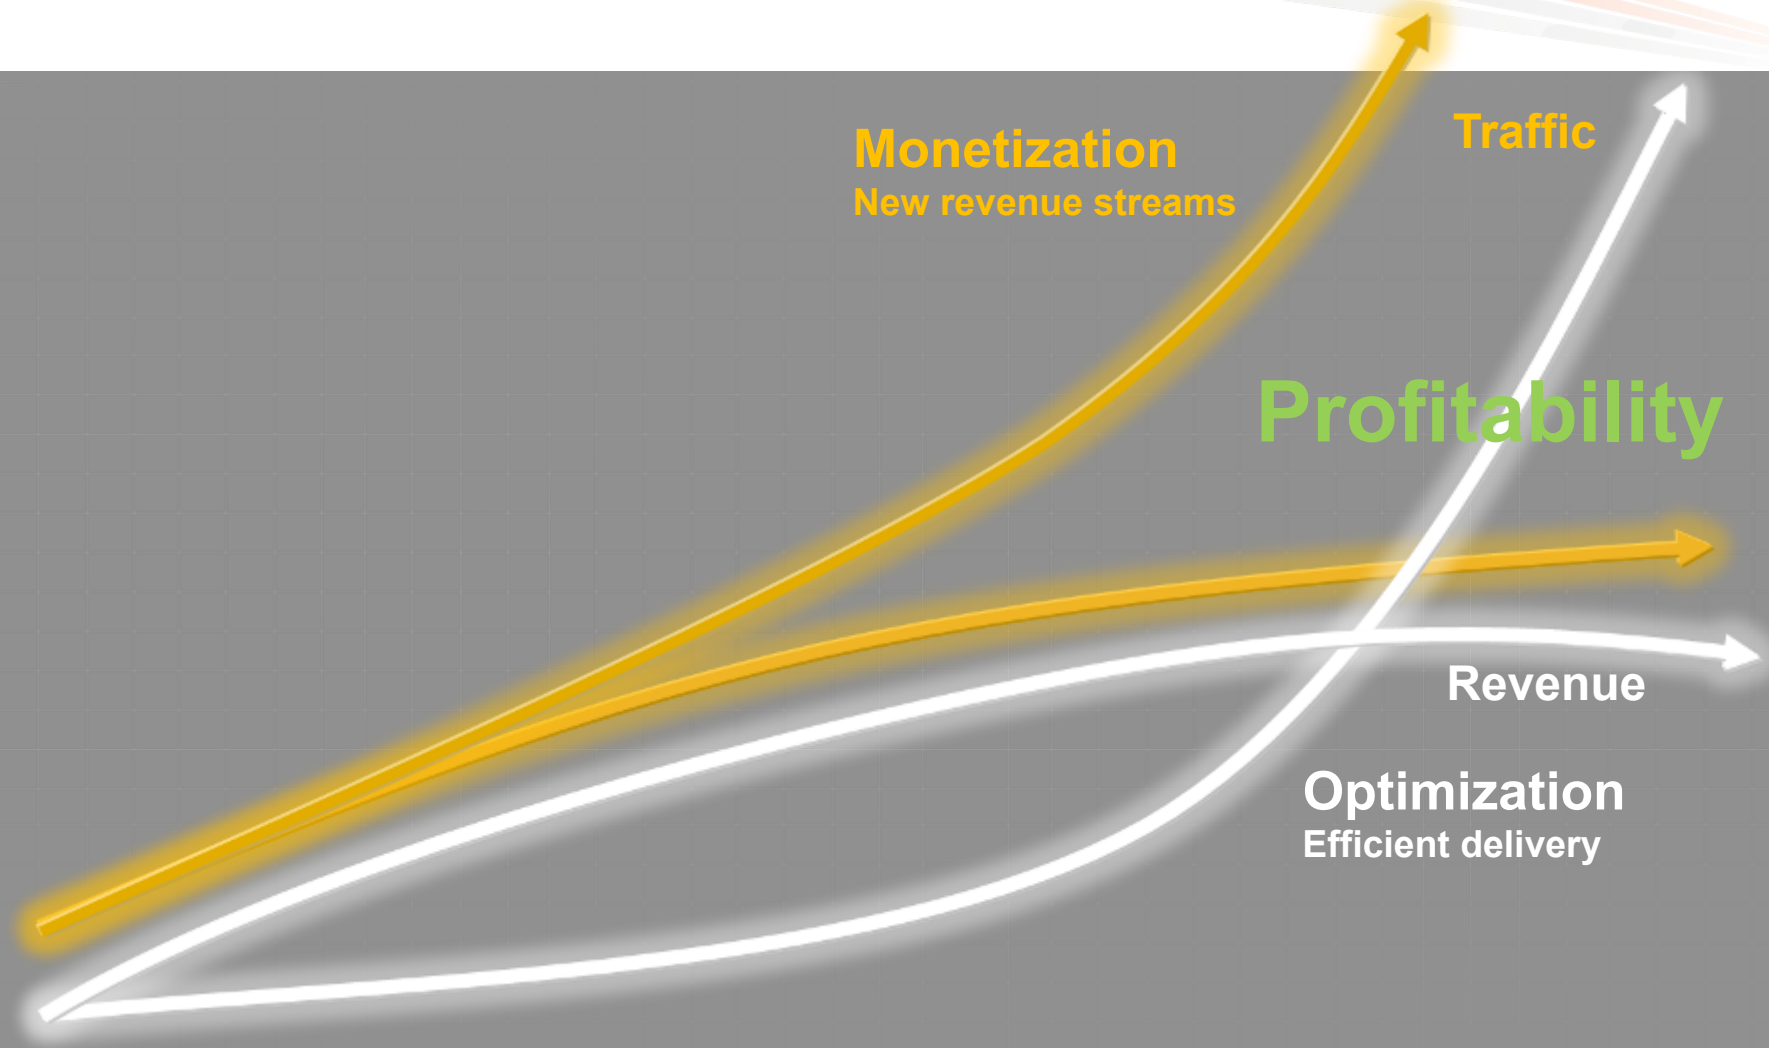 Monetization
New revenue streams
Traffic
Profitability
Revenue
Optimization
Efficient delivery